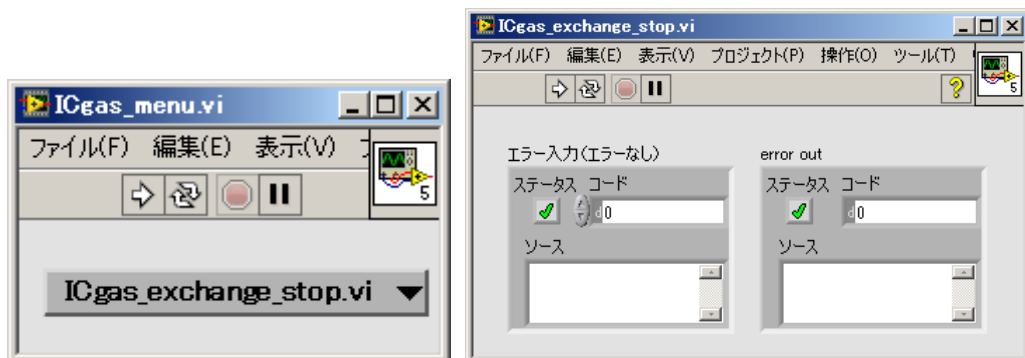 ICgas_menu.vi
ファイル(F) 編集(E) 表示(V)
5
ICgas_exchange_stop.vi
ICgas_exchange_stop.vi
ファイル(F) 編集(E) 表示(V) プロジェクト(P) 操作(O) ツール(T)
?
5
エラー入力(エラーなし)
ステータス コード
d0
ソース
error out
ステータス コード
d0
ソース